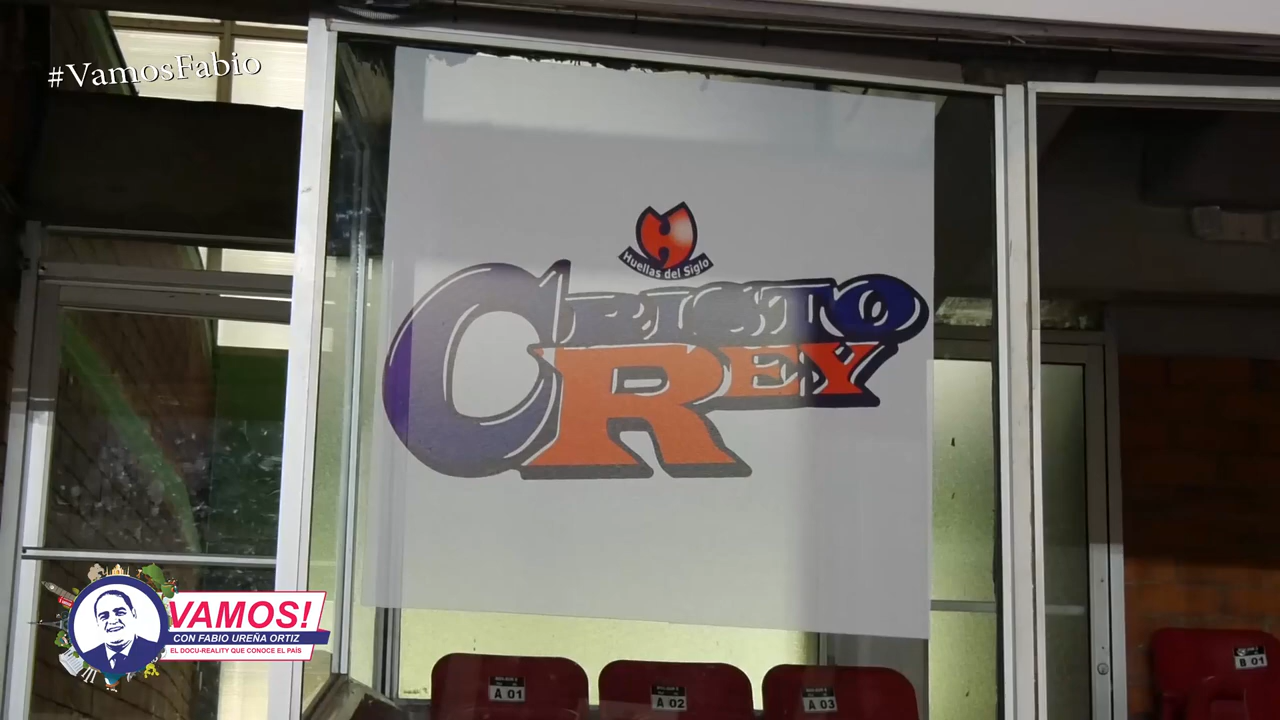 #VamosFabio
Huellas del Siglo
CRISTO
REY
VAMOS!
CON FABIO UREÑA ORTIZ
EL DOCU-REALITY QUE CONOCE EL PAÍS
A 01
A 02
A 03
B 01